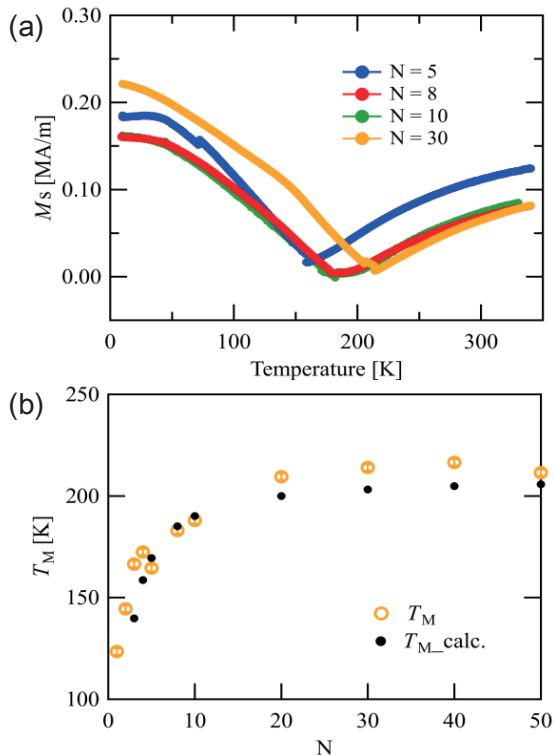 (a)
0.30
0.20
0.10
0.00
Ms [MA/m]
N = 5
N = 8
N = 10
N = 30
100
200
300
Temperature [K]
(b)
250
200
150
100
TM [K]
TM
TM_calc.
0
10
20
30
40
50
N